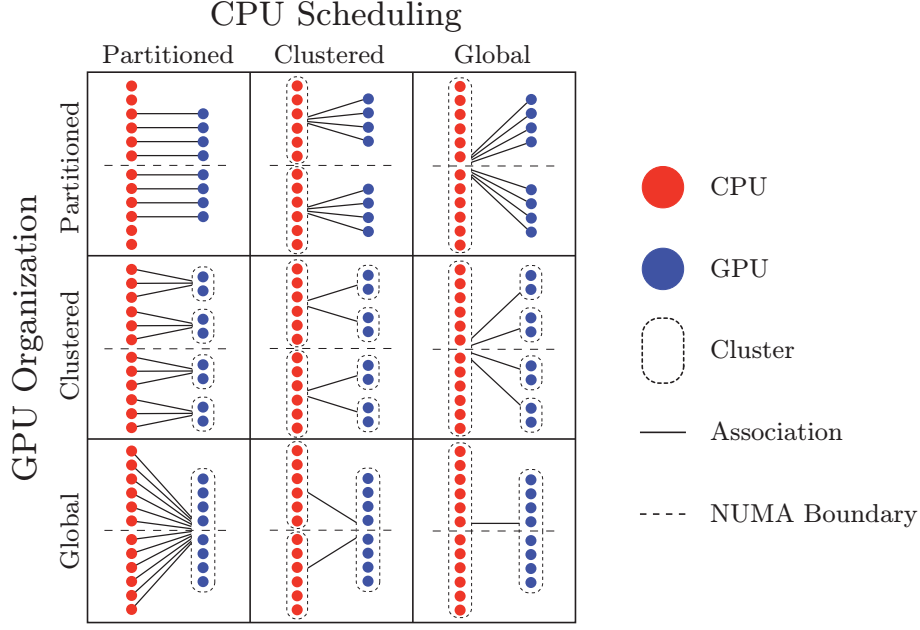 CPU Scheduling
Partitioned Clustered Global
GPU Organization
Partitioned
Clustered
Global
CPU
GPU
Cluster
Association
NUMA Boundary